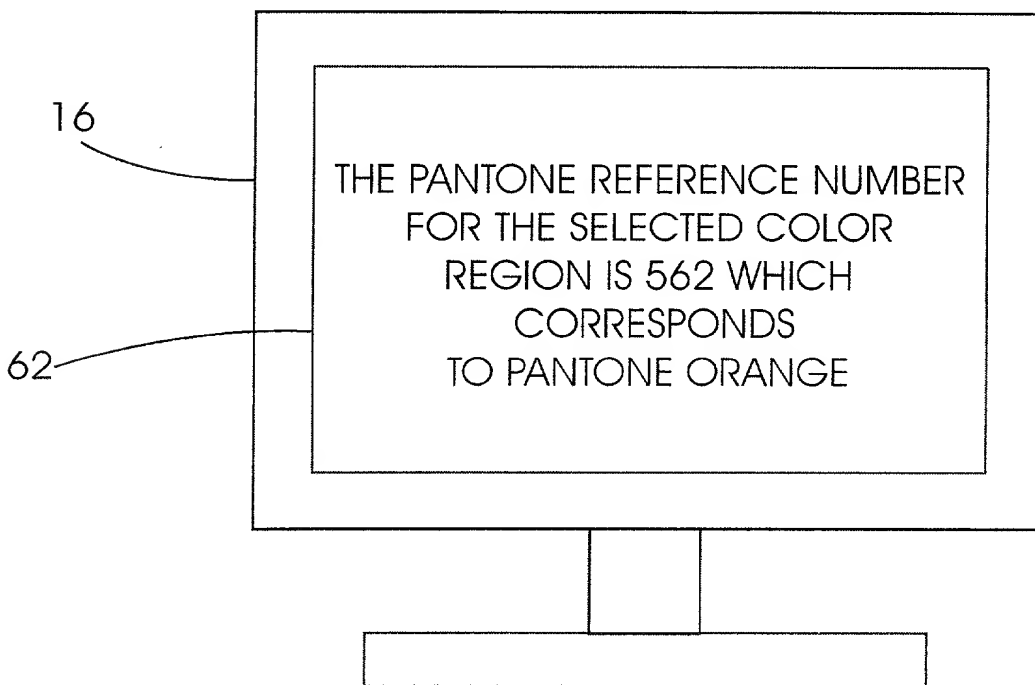 16
THE PANTONE REFERENCE NUMBER
FOR THE SELECTED COLOR
REGION IS 562 WHICH
CORRESPONDS
62
TO PANTONE ORANGE